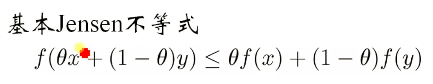 基本Jensen不等式
f(θx + (1 − θ)y) ≤ θf(x) + (1 − θ)f(y)